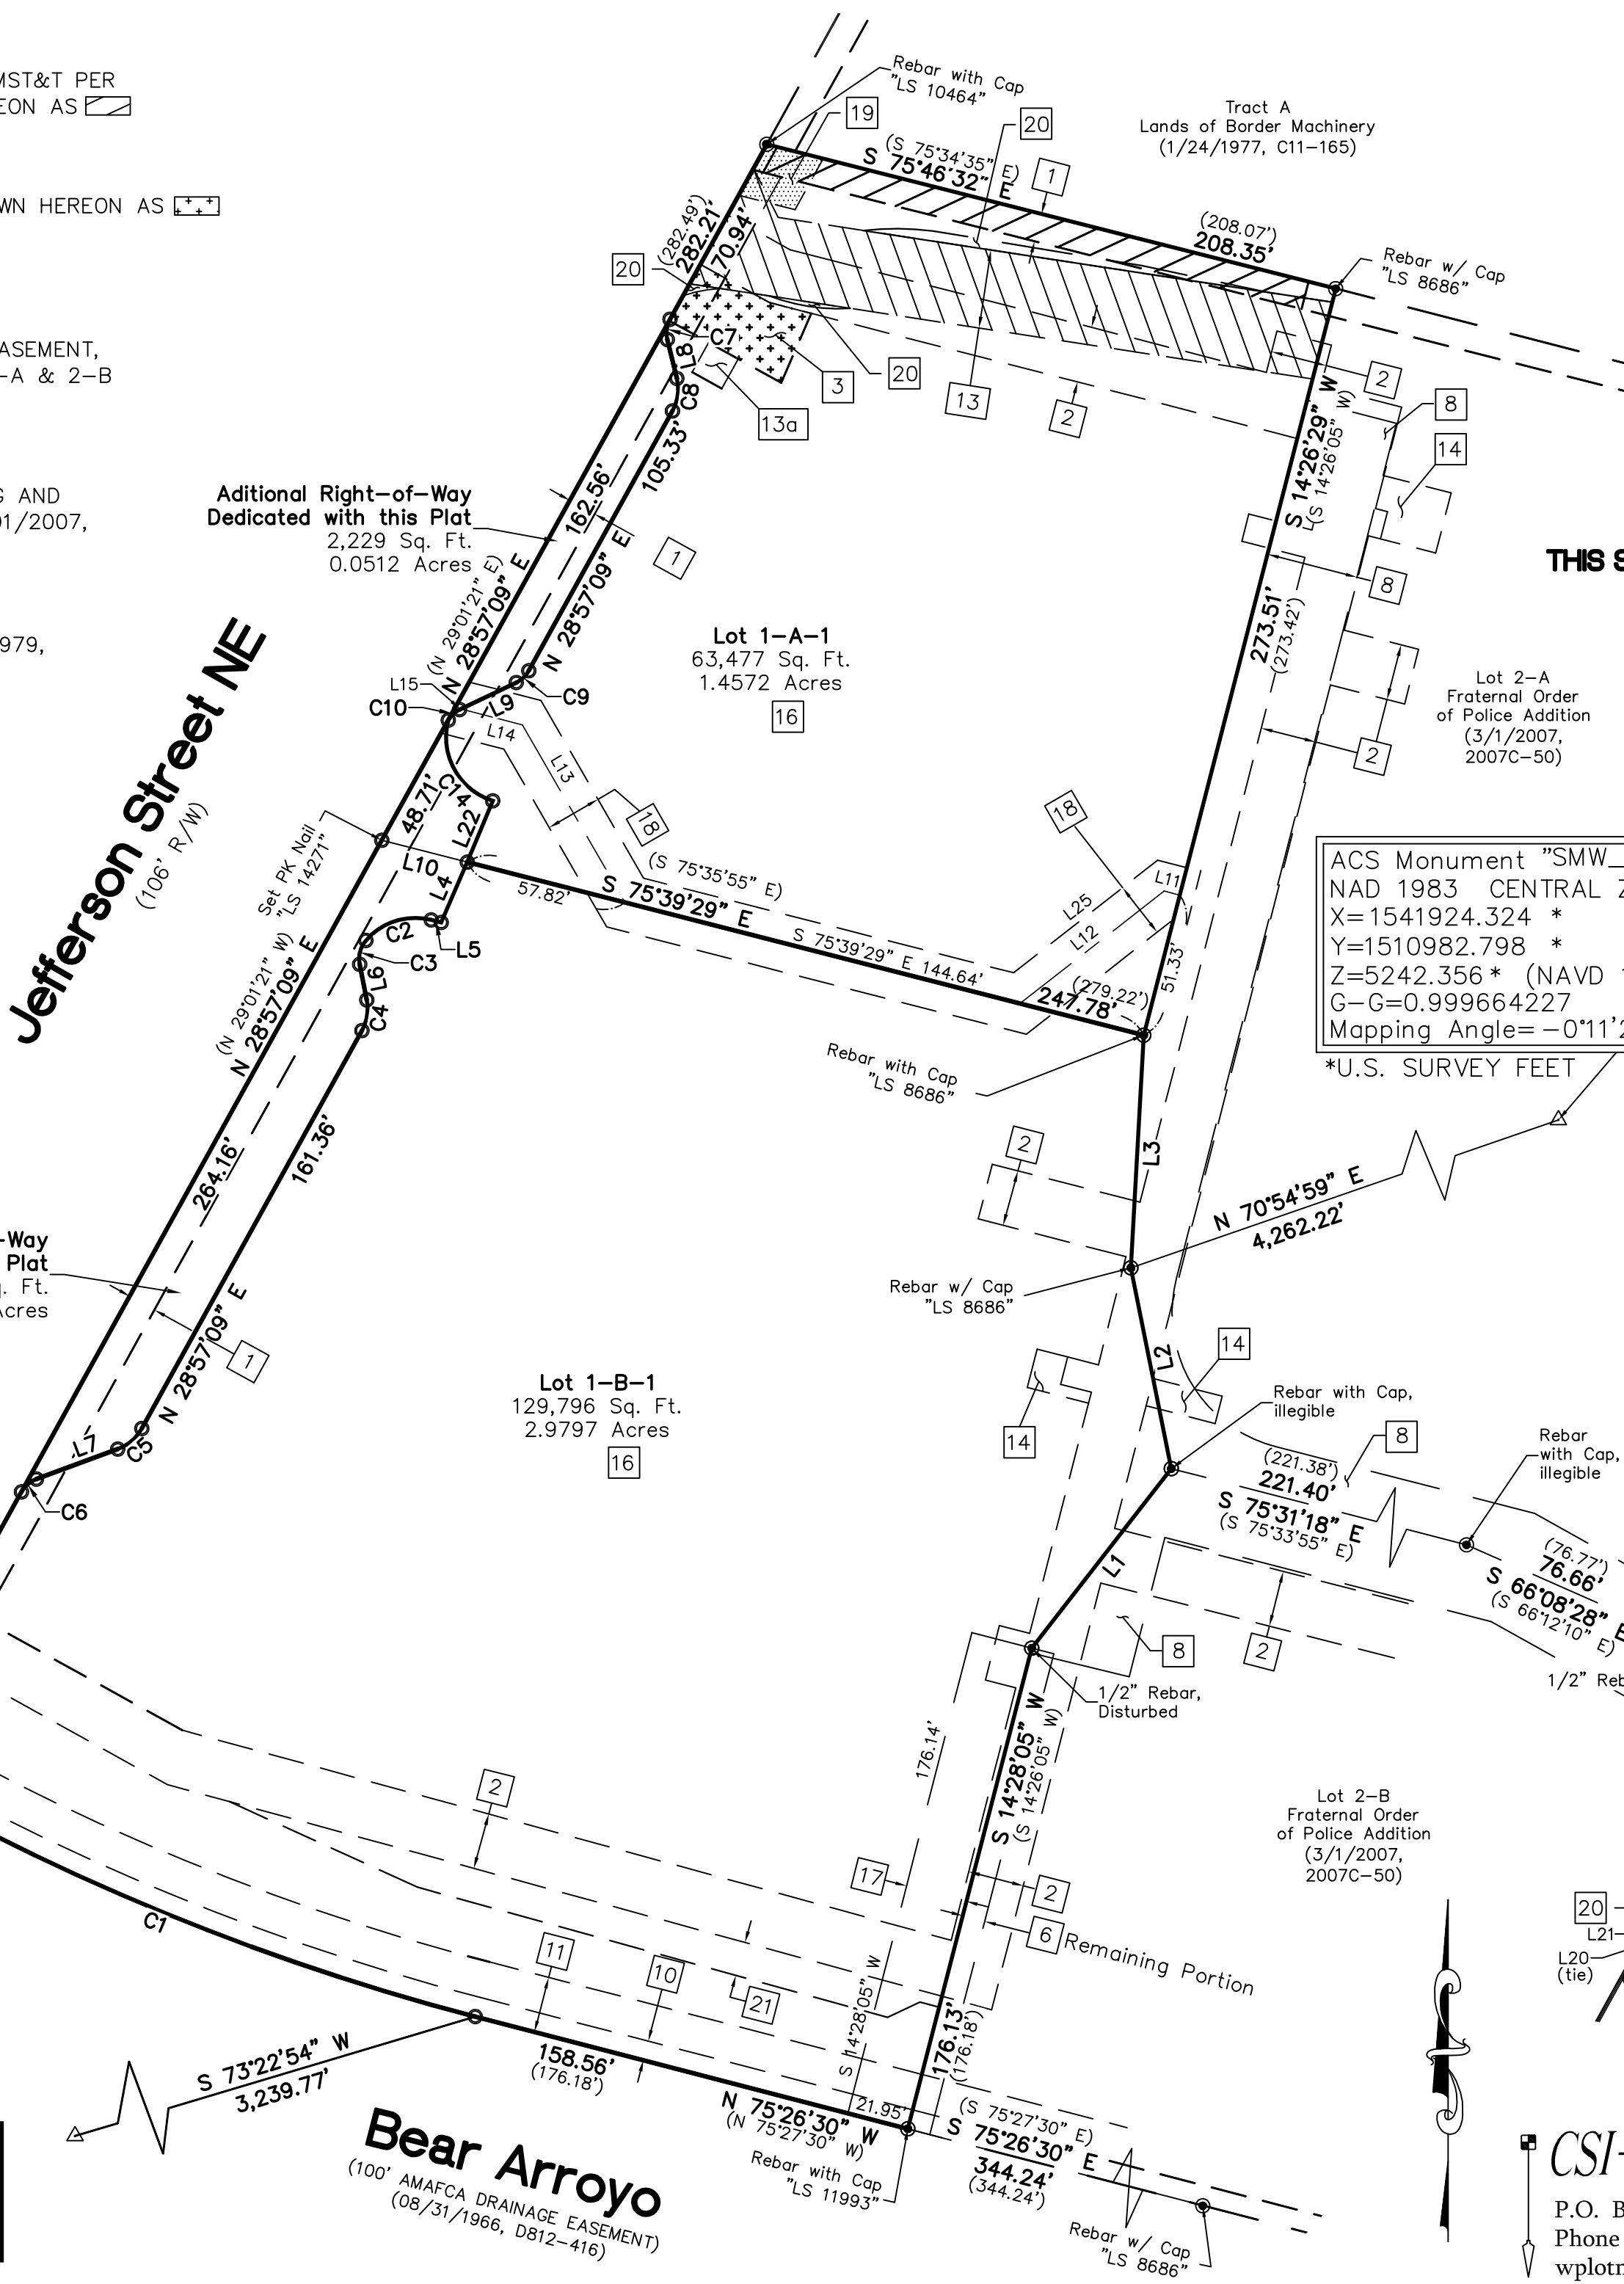 MST&T PER
EON AS
WN HEREON AS
ASEMENT,
-A & 2-B
G AND
01/2007,
979,
Rebar with Cap
"LS 10464"
19
20
Tract A
Lands of Border Machinery
(1/24/1977, C11-165)
(S 75°34'35" E)
S 75°46'32" E
1
(208.07')
208.35'
Rebar w/ Cap
"LS 8686"
(282.49')
282.21'
70.94'
20
C7
L8
C8
3
20
13a
13
2
2
8
14
S 14°26'29" W
(S 14°26'05" W)
105.33'
162.56'
Aditional Right-of-Way
Dedicated with this Plat
2,229 Sq. Ft.
0.0512 Acres
1
N 28°57'09" E
(N 29°01'21" E)
N 28°57'09" E
THIS S
8
273.51'
(273.42')
Lot 1-A-1
63,477 Sq. Ft.
1.4572 Acres
16
Jefferson Street NE
(106' R/W)
L15
C10
L9
C9
L14
L13
Lot 2-A
Fraternal Order
of Police Addition
(3/1/2007,
2007C-50)
2
48.71'
C14
L22
18
18
Set PK Nail
"LS 14271"
L10
L4
57.82'
(S 75°35'55" E)
S 75°39'29" E
S 75°39'29" E 144.64'
L11
L25
L12
51.33'
(279.22')
247.78'
ACS Monument "SMW_
NAD 1983 CENTRAL Z
X=1541924.324 *
Y=1510982.798 *
Z=5242.356* (NAVD 1
G-G=0.999664227
Mapping Angle=-0°11'2
*U.S. SURVEY FEET
C2
L5
C3
L6
C4
(N 29°01'21" W)
N 28°57'09" E
Rebar with Cap
"LS 8686"
161.36'
264.16'
2
L3
N 70°54'59" E
4,262.22'
-Way
Plat
q. Ft.
Acres
Rebar w/ Cap
"LS 8686"
1
N 28°57'09" E
L2
14
14
Lot 1-B-1
129,796 Sq. Ft.
2.9797 Acres
16
Rebar with Cap,
illegible
8
Rebar
with Cap,
illegible
L7
C5
C6
(221.38')
221.40'
S 75°31'18" E
(S 75°33'55" E)
L1
(76.77')
76.66'
S 66°08'28" E
(S 66°12'10" E)
2
8
1/2" Reb
1/2" Rebar,
Disturbed
176.14'
S 14°28'05" W
(S 14°26'05" W)
2
Lot 2-B
Fraternal Order
of Police Addition
(3/1/2007,
2007C-50)
17
2
6 Remaining Portion
C1
11
10
21
S 14°28'05" W
176.13'
(176.18')
20
L21
L20
(tie)
S 73°22'54" W
3,239.77'
158.56'
(176.18')
N 75°26'30" W
(N 75°27'30" W)
21.95'
(S 75°27'30" E)
S 75°26'30" E
344.24'
(344.24')
Bear Arroyo
(100' AMAFCA DRAINAGE EASEMENT)
(08/31/1966, D812-416)
Rebar with Cap
"LS 11993"
Rebar w/ Cap
"LS 8686"
CSI-
P.O. B
Phone
wplotn